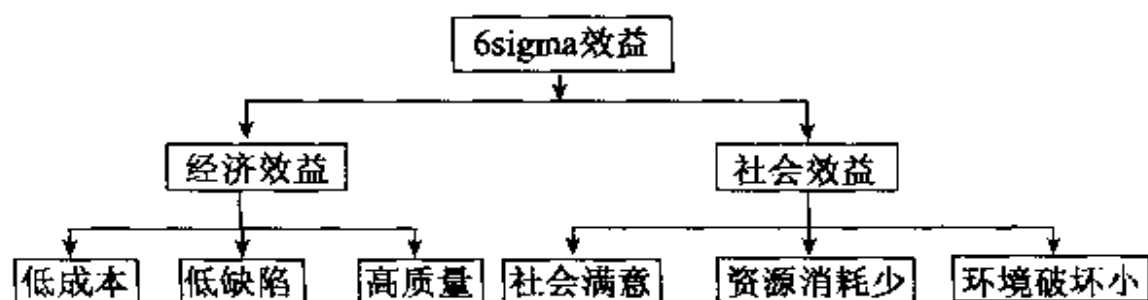 6sigma效益
经济效益
社会效益
低成本
低缺陷
高质量
社会满意
资源消耗少
环境破坏小